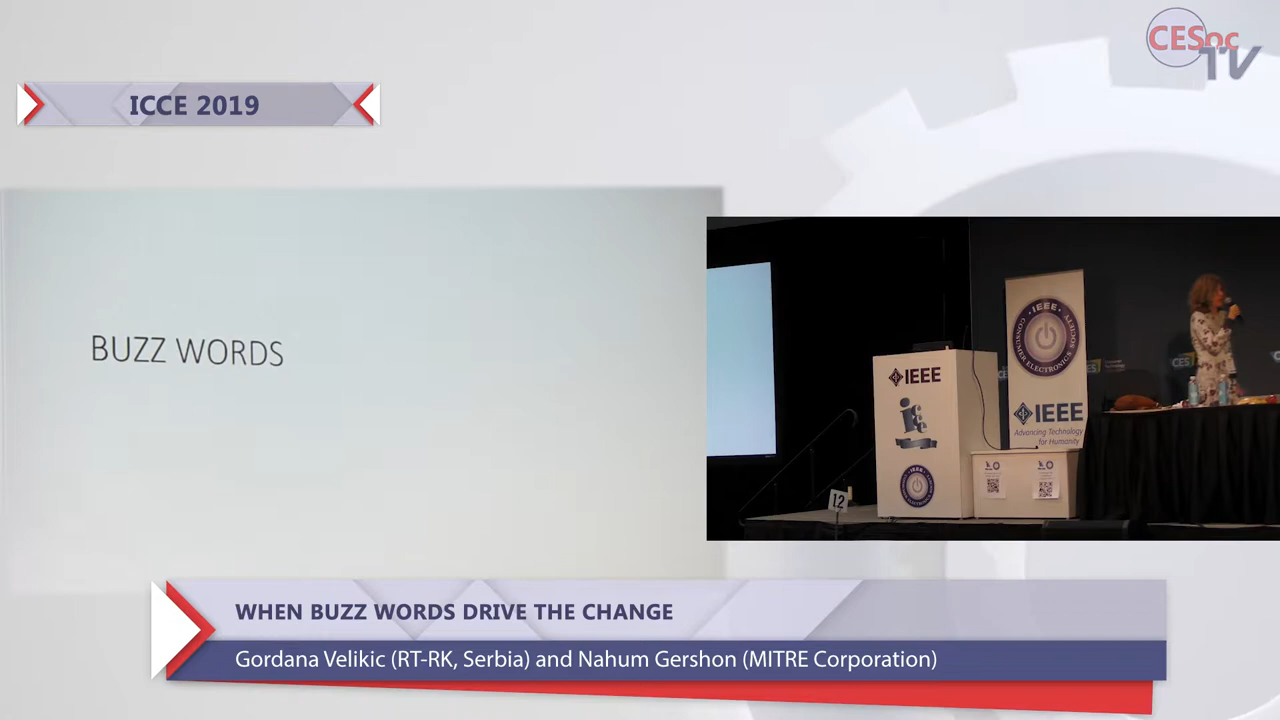 CESoc
TV
ICCE 2019
BUZZ WORDS
IEEE
CONSUMER ELECTRONICS SOCIETY
IEEE
IEEE
Advancing Technology
for Humanity
CES
12
WHEN BUZZ WORDS DRIVE THE CHANGE
Gordana Velikic (RT-RK, Serbia) and Nahum Gershon (MITRE Corporation)